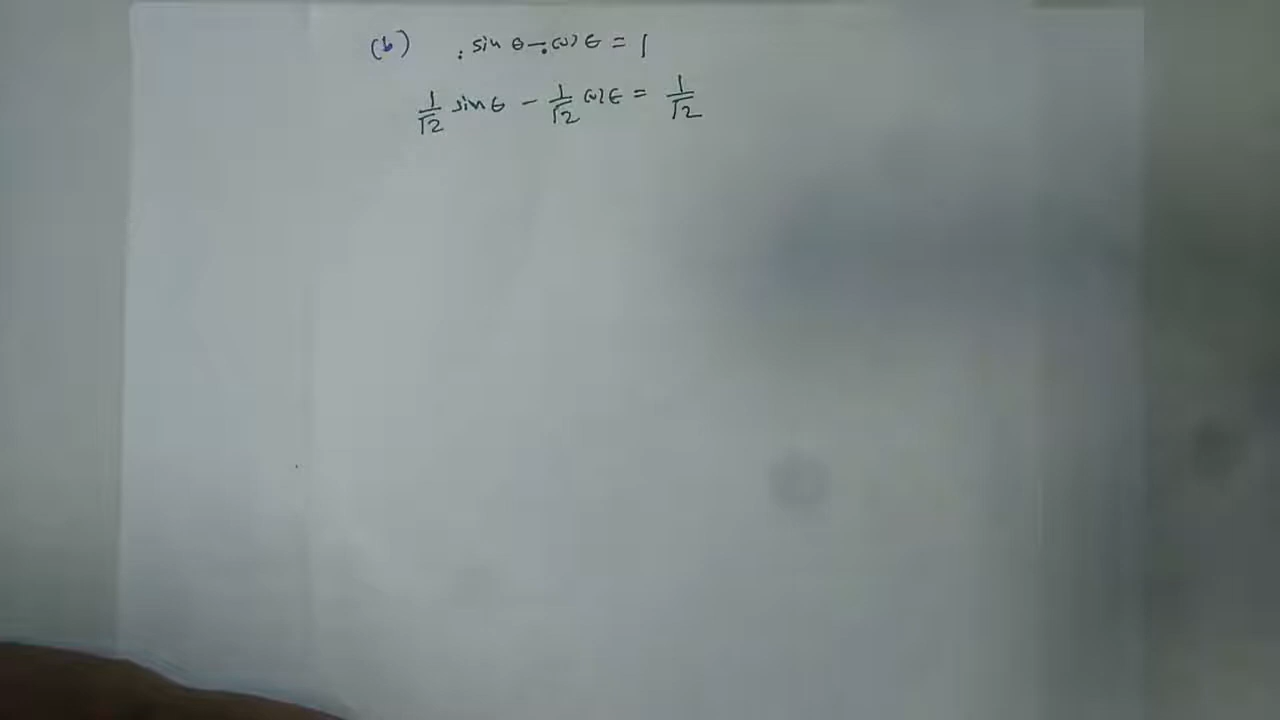 (b) sin θ - cos θ = 1
1/√2 sin θ - 1/√2 cos θ = 1/√2